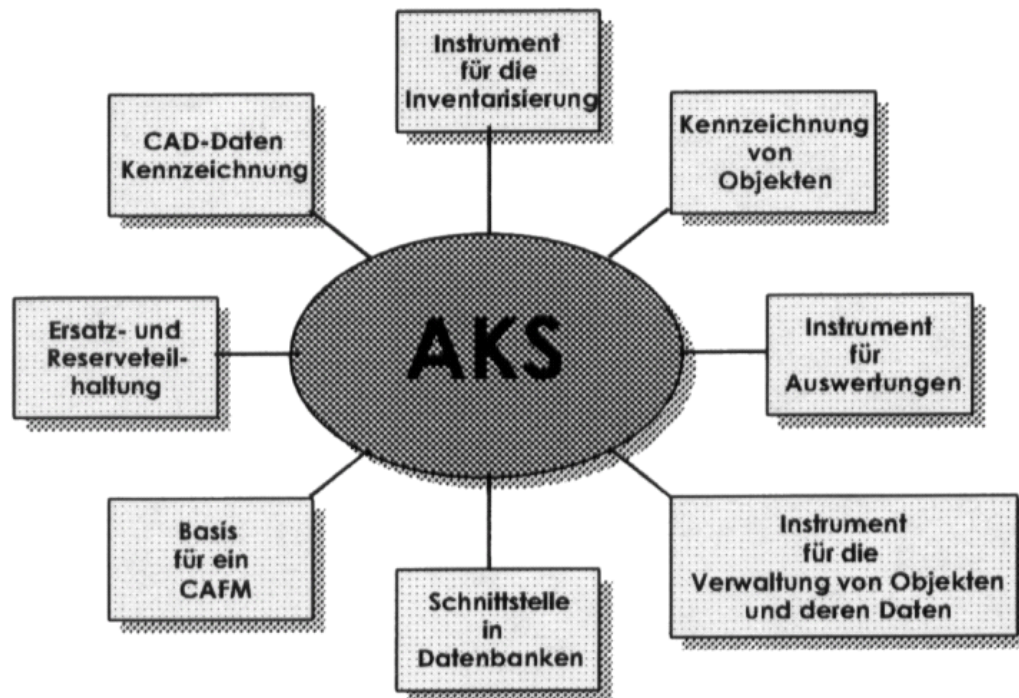 Instrument
für die
Inventarisierung
CAD-Daten
Kennzeichnung
Kennzeichnung
von
Objekten
Ersatz- und
Reserveteil-
haltung
AKS
Instrument
für
Auswertungen
Basis
für ein
CAFM
Schnittstelle
in
Datenbanken
Instrument
für die
Verwaltung von Objekten
und deren Daten